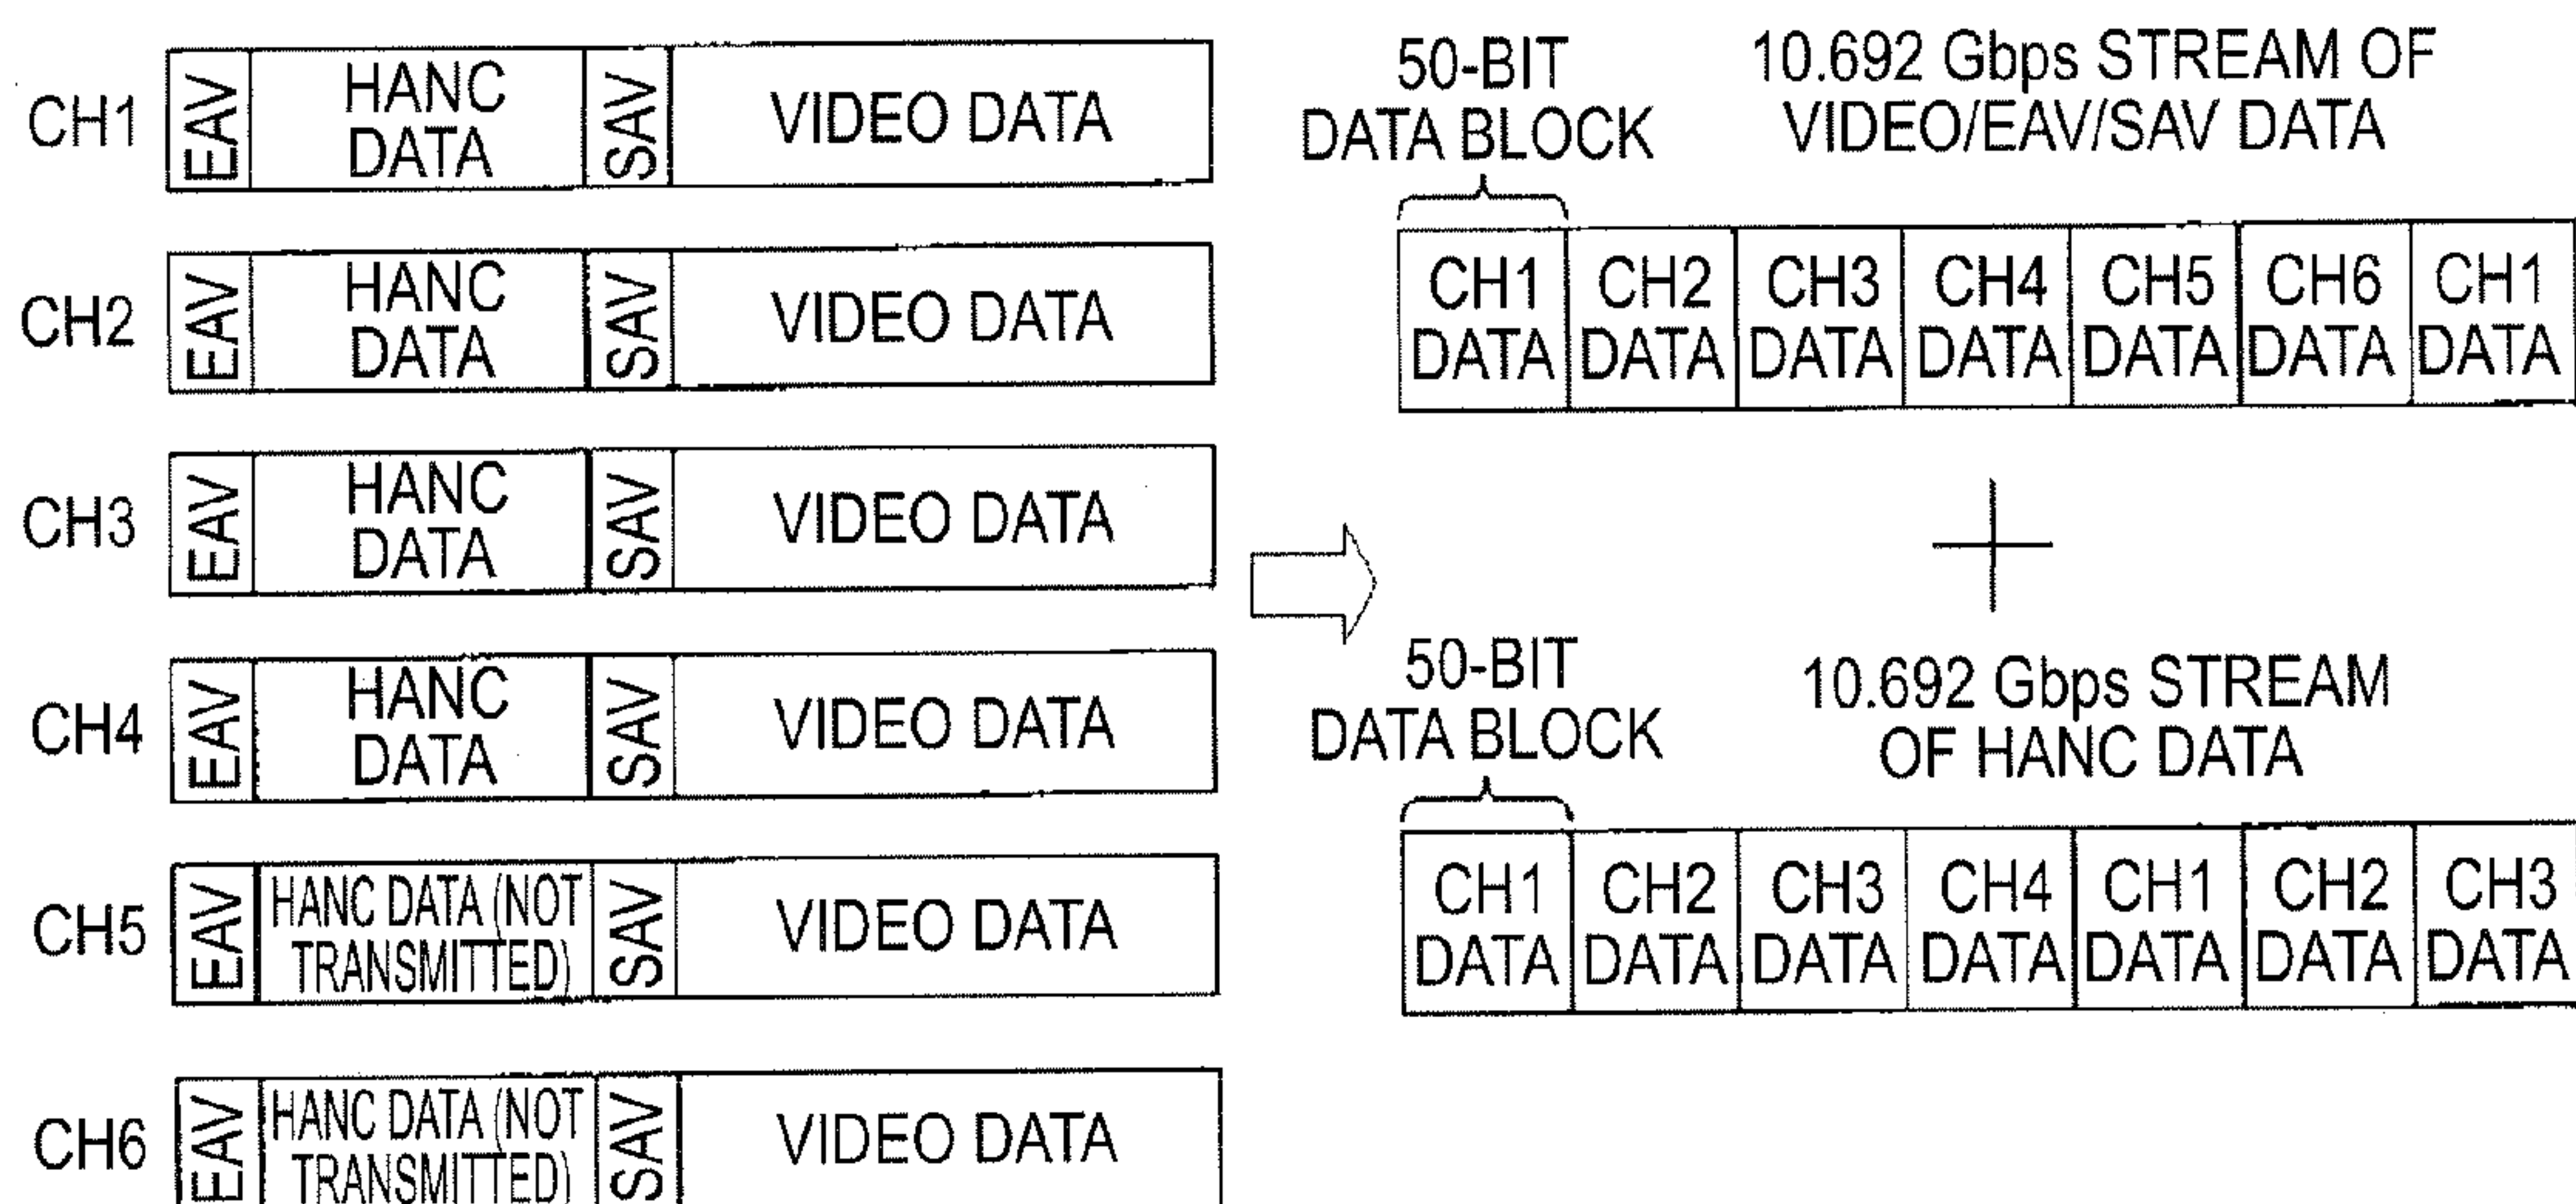 CH1
EAV
HANC
DATA
SAV
VIDEO DATA
CH2
EAV
HANC
DATA
SAV
VIDEO DATA
CH3
EAV
HANC
DATA
SAV
VIDEO DATA
CH4
EAV
HANC
DATA
SAV
VIDEO DATA
CH5
EAV
HANC DATA (NOT
TRANSMITTED)
SAV
VIDEO DATA
CH6
EAV
HANC DATA (NOT
TRANSMITTED)
SAV
VIDEO DATA
50-BIT
DATA BLOCK
10.692 Gbps STREAM OF
VIDEO/EAV/SAV DATA
CH1 CH2 CH3 CH4 CH5 CH6 CH1
DATA DATA DATA DATA DATA DATA DATA
+
50-BIT
DATA BLOCK
10.692 Gbps STREAM
OF HANC DATA
CH1 CH2 CH3 CH4 CH1 CH2 CH3
DATA DATA DATA DATA DATA DATA DATA